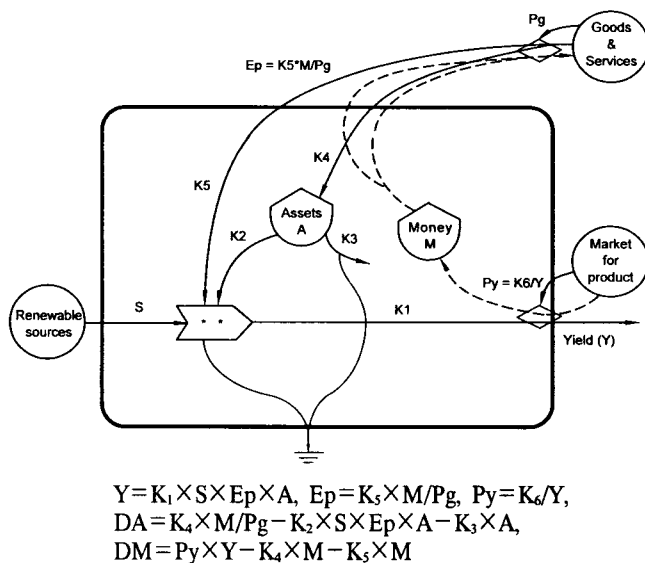 Pg
Goods
&
Services
Ep = K5*M/Pg
K4
K5
Assets
A
Money
M
K2
K3
Market
for
product
Py = K6/Y
Renewable
sources
S
* *
K1
Yield (Y)
Y=K₁×S×Ep×A, Ep=K₅×M/Pg, Py=K₆/Y,
DA=K₄×M/Pg−K₂×S×Ep×A−K₃×A,
DM=Py×Y−K₄×M−K₅×M